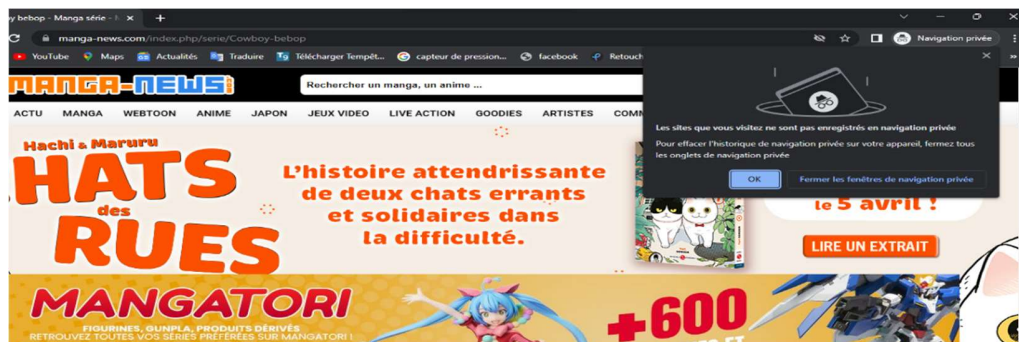 y bebop - Manga série -
manga-news.com/index.php/serie/Cowboy-bebop
Navigation privée
YouTube Maps Actualités Traduire Télécharger Tempêt... capteur de pression... facebook Retouch
MANGA-NEWS
Rechercher un manga, un anime ...
ACTU MANGA WEBTOON ANIME JAPON JEUX VIDEO LIVE ACTION GOODIES ARTISTES COMM
Les sites que vous visitez ne sont pas enregistrés en navigation privée
Pour effacer l'historique de navigation privée sur votre appareil, fermez tous
les onglets de navigation privée
OK Fermer les fenêtres de navigation privée
Hachi & Maruru
HATS
des
RUES
L'histoire attendrissante
de deux chats errants
et solidaires dans
la difficulté.
le 5 avril !
LIRE UN EXTRAIT
MANGATORI
FIGURINES, GUNPLA, PRODUITS DÉRIVÉS
RETROUVEZ TOUTES VOS SÉRIES PRÉFÉRÉES SUR MANGATORI !
+600